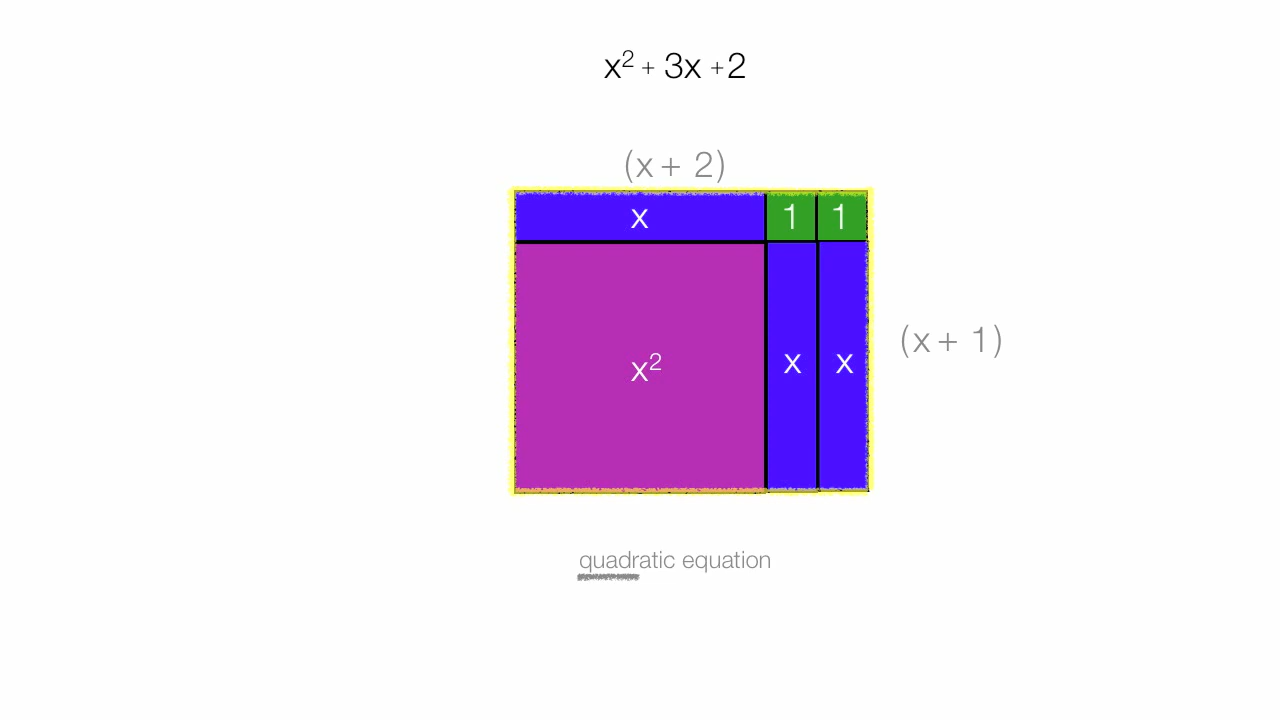 x² + 3x + 2
(x + 2)
x 1 1
(x + 1)
x² x x
quadratic equation